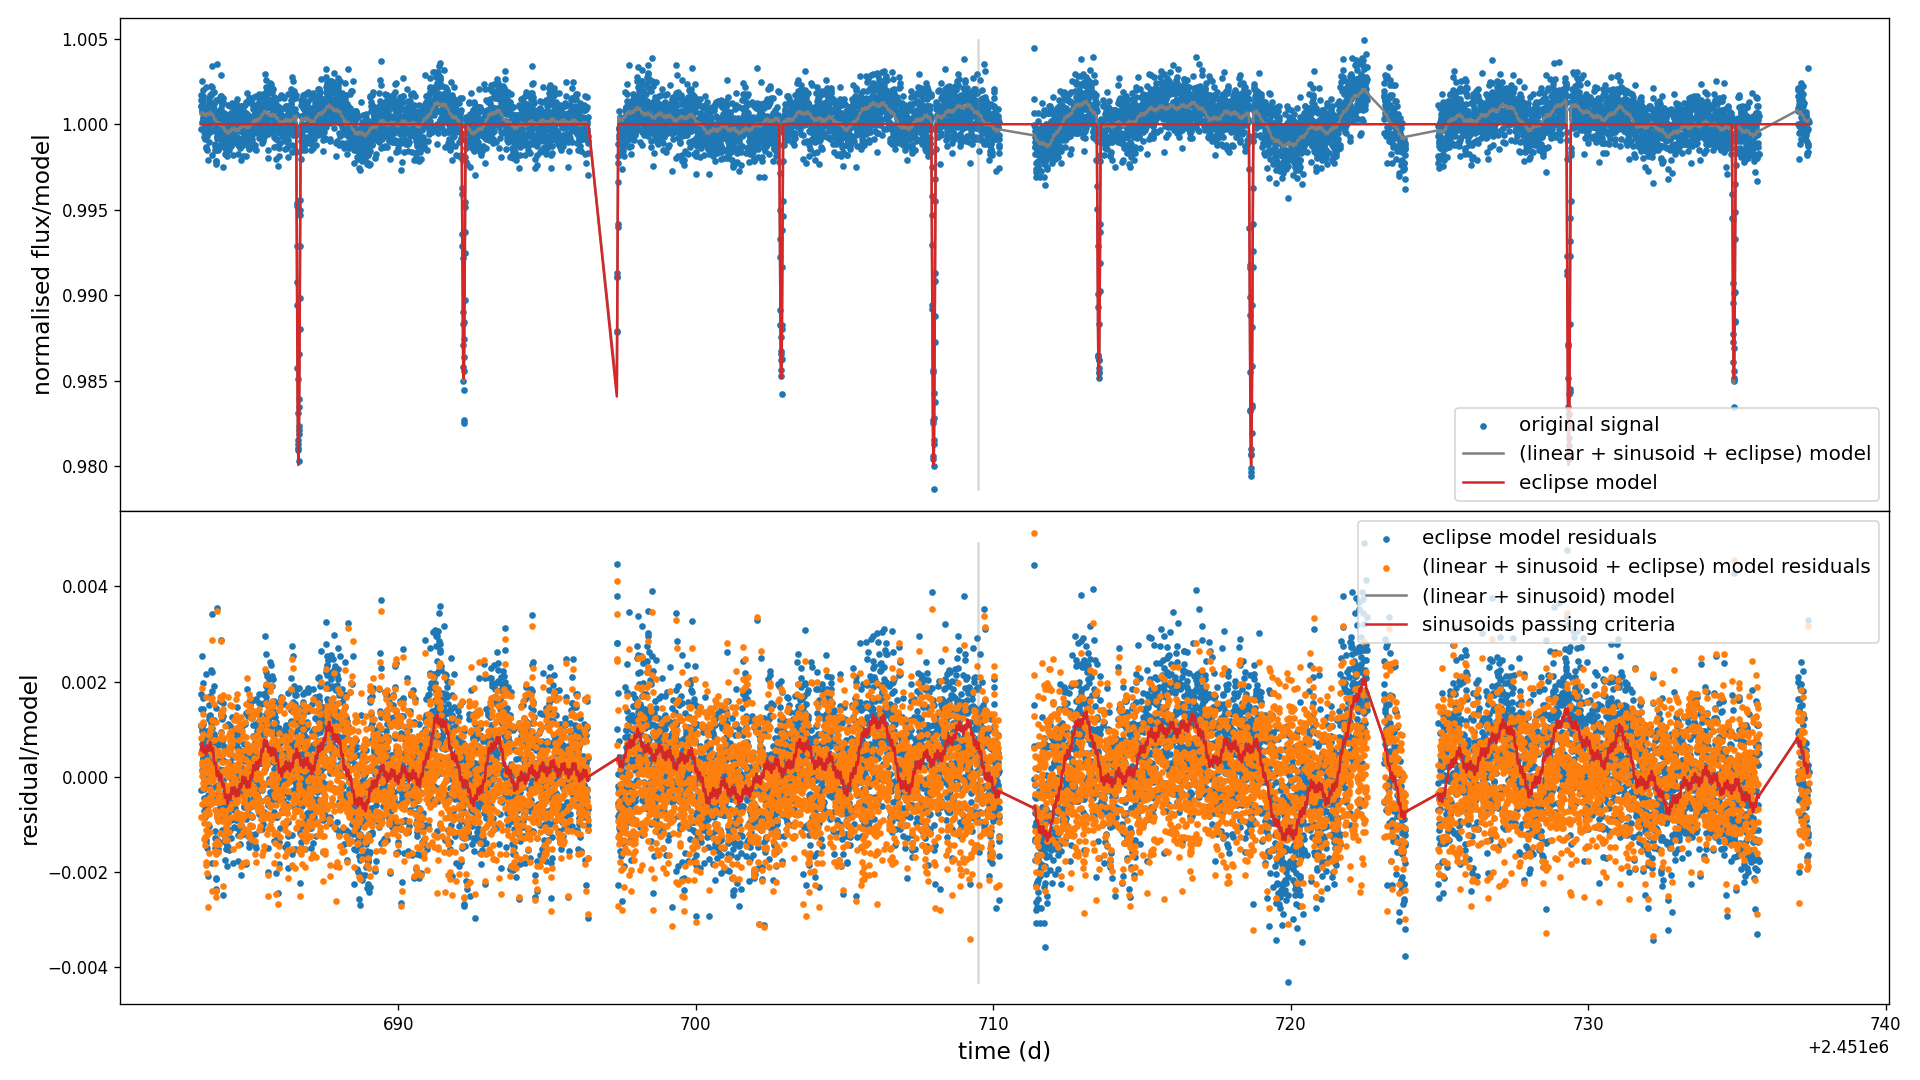 1.005
1.000
0.995
0.990
0.985
0.980
normalised flux/model
original signal
(linear + sinusoid + eclipse) model
eclipse model
0.004
0.002
0.000
−0.002
−0.004
residual/model
eclipse model residuals
(linear + sinusoid + eclipse) model residuals
(linear + sinusoid) model
sinusoids passing criteria
690 700 710 720 730 740
time (d)
+2.451e6